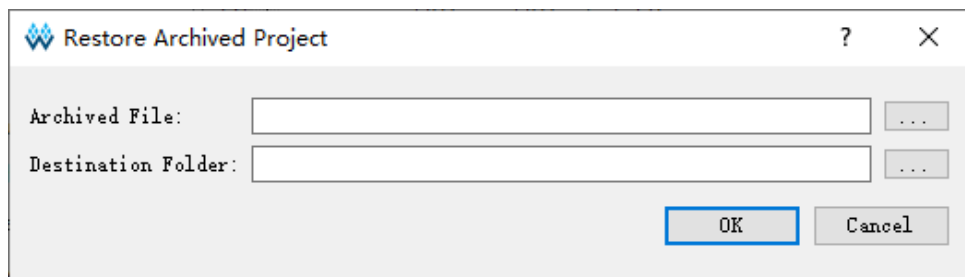 Restore Archived Project
Archived File: ...
Destination Folder: ...
OK Cancel